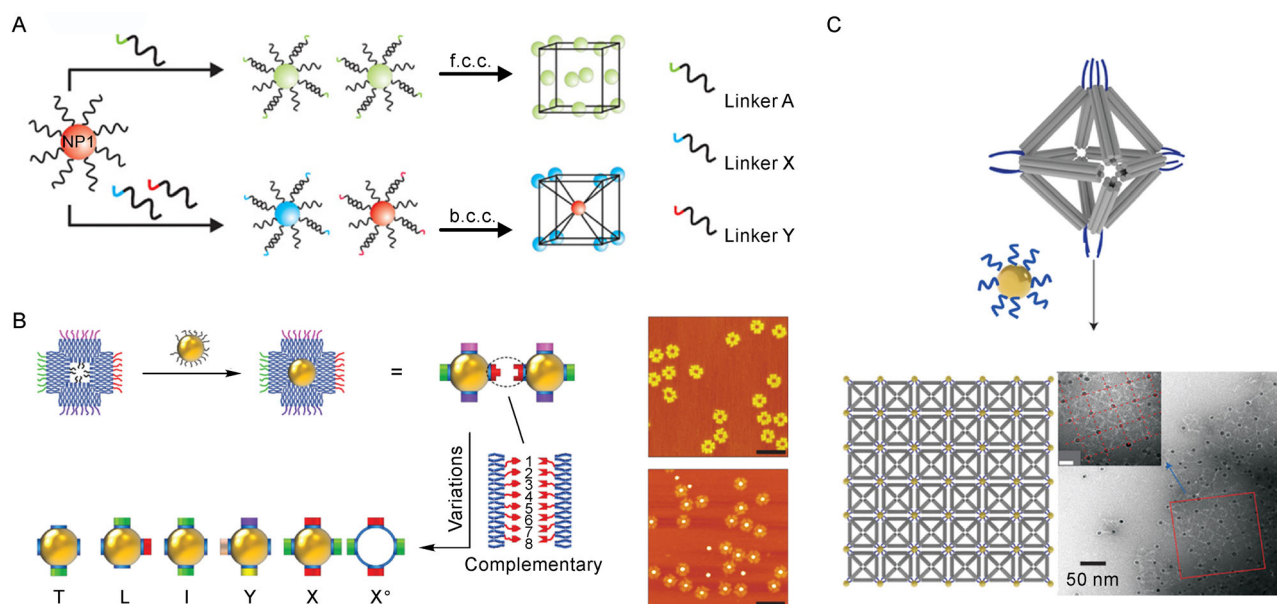 A
f.c.c.
NP1
b.c.c.
Linker A
Linker X
Linker Y
B
=
Variations
1
2
3
4
5
6
7
8
Complementary
T L I Y X X°
C
50 nm